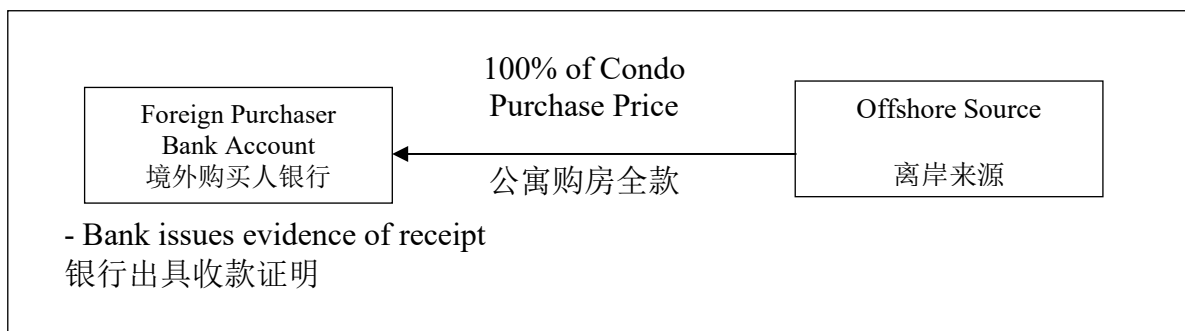 Foreign Purchaser
Bank Account
境外购买人银行
100% of Condo
Purchase Price
公寓购房全款
Offshore Source
离岸来源
- Bank issues evidence of receipt
银行出具收款证明